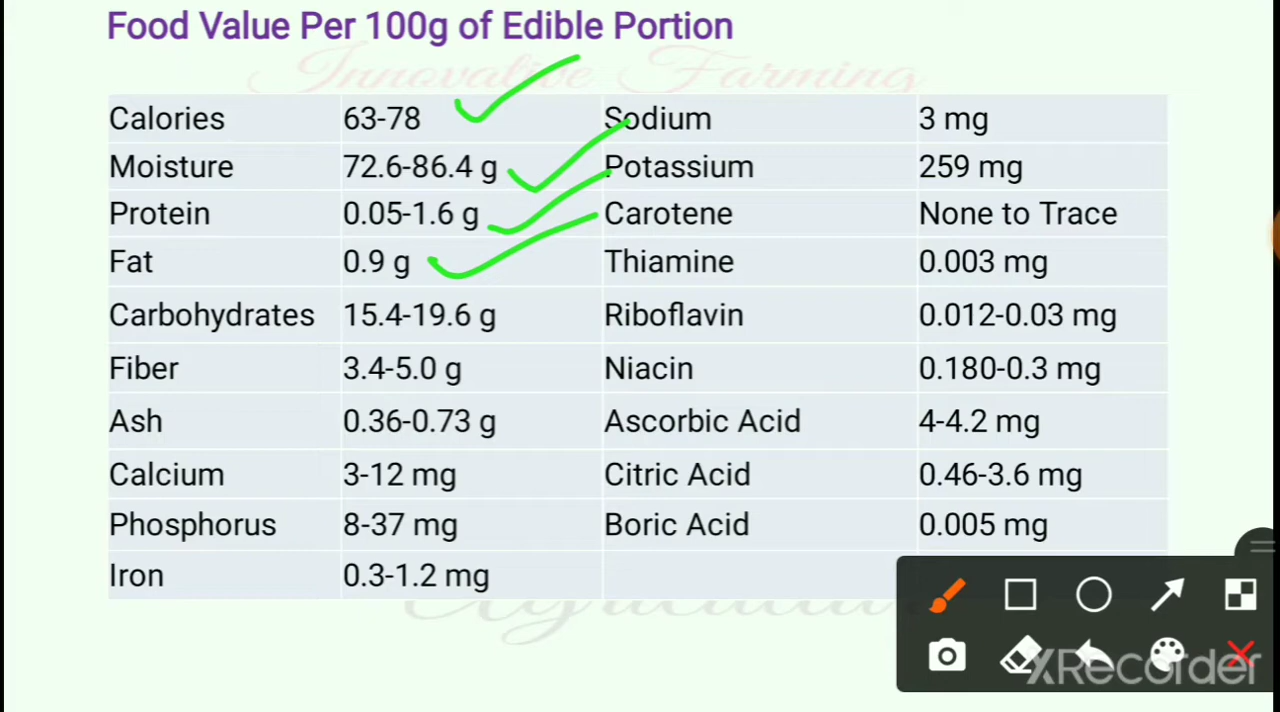 Food Value Per 100g of Edible Portion
Innovative Farming
Calories 63-78 Sodium 3 mg
Moisture 72.6-86.4 g Potassium 259 mg
Protein 0.05-1.6 g Carotene None to Trace
Fat 0.9 g Thiamine 0.003 mg
Carbohydrates 15.4-19.6 g Riboflavin 0.012-0.03 mg
Fiber 3.4-5.0 g Niacin 0.180-0.3 mg
Ash 0.36-0.73 g Ascorbic Acid 4-4.2 mg
Calcium 3-12 mg Citric Acid 0.46-3.6 mg
Phosphorus 8-37 mg Boric Acid 0.005 mg
Iron 0.3-1.2 mg
XRecorder